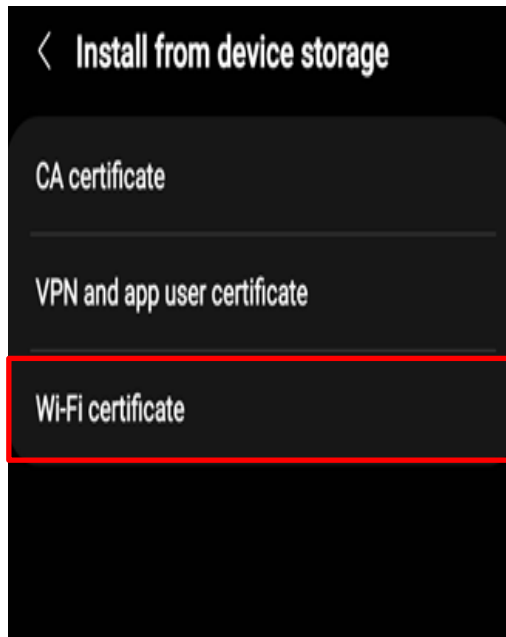 Install from device storage
CA certificate
VPN and app user certificate
Wi-Fi certificate